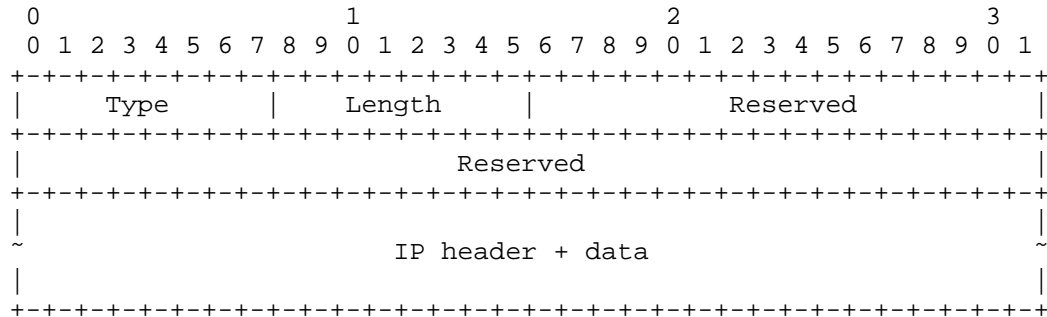 0                   1                   2                   3
 0 1 2 3 4 5 6 7 8 9 0 1 2 3 4 5 6 7 8 9 0 1 2 3 4 5 6 7 8 9 0 1
+-+-+-+-+-+-+-+-+-+-+-+-+-+-+-+-+-+-+-+-+-+-+-+-+-+-+-+-+-+-+-+-+
|     Type      |    Length     |            Reserved           |
+-+-+-+-+-+-+-+-+-+-+-+-+-+-+-+-+-+-+-+-+-+-+-+-+-+-+-+-+-+-+-+-+
|                           Reserved                            |
+-+-+-+-+-+-+-+-+-+-+-+-+-+-+-+-+-+-+-+-+-+-+-+-+-+-+-+-+-+-+-+-+
|                                                               |
~                       IP header + data                        ~
|                                                               |
+-+-+-+-+-+-+-+-+-+-+-+-+-+-+-+-+-+-+-+-+-+-+-+-+-+-+-+-+-+-+-+-+